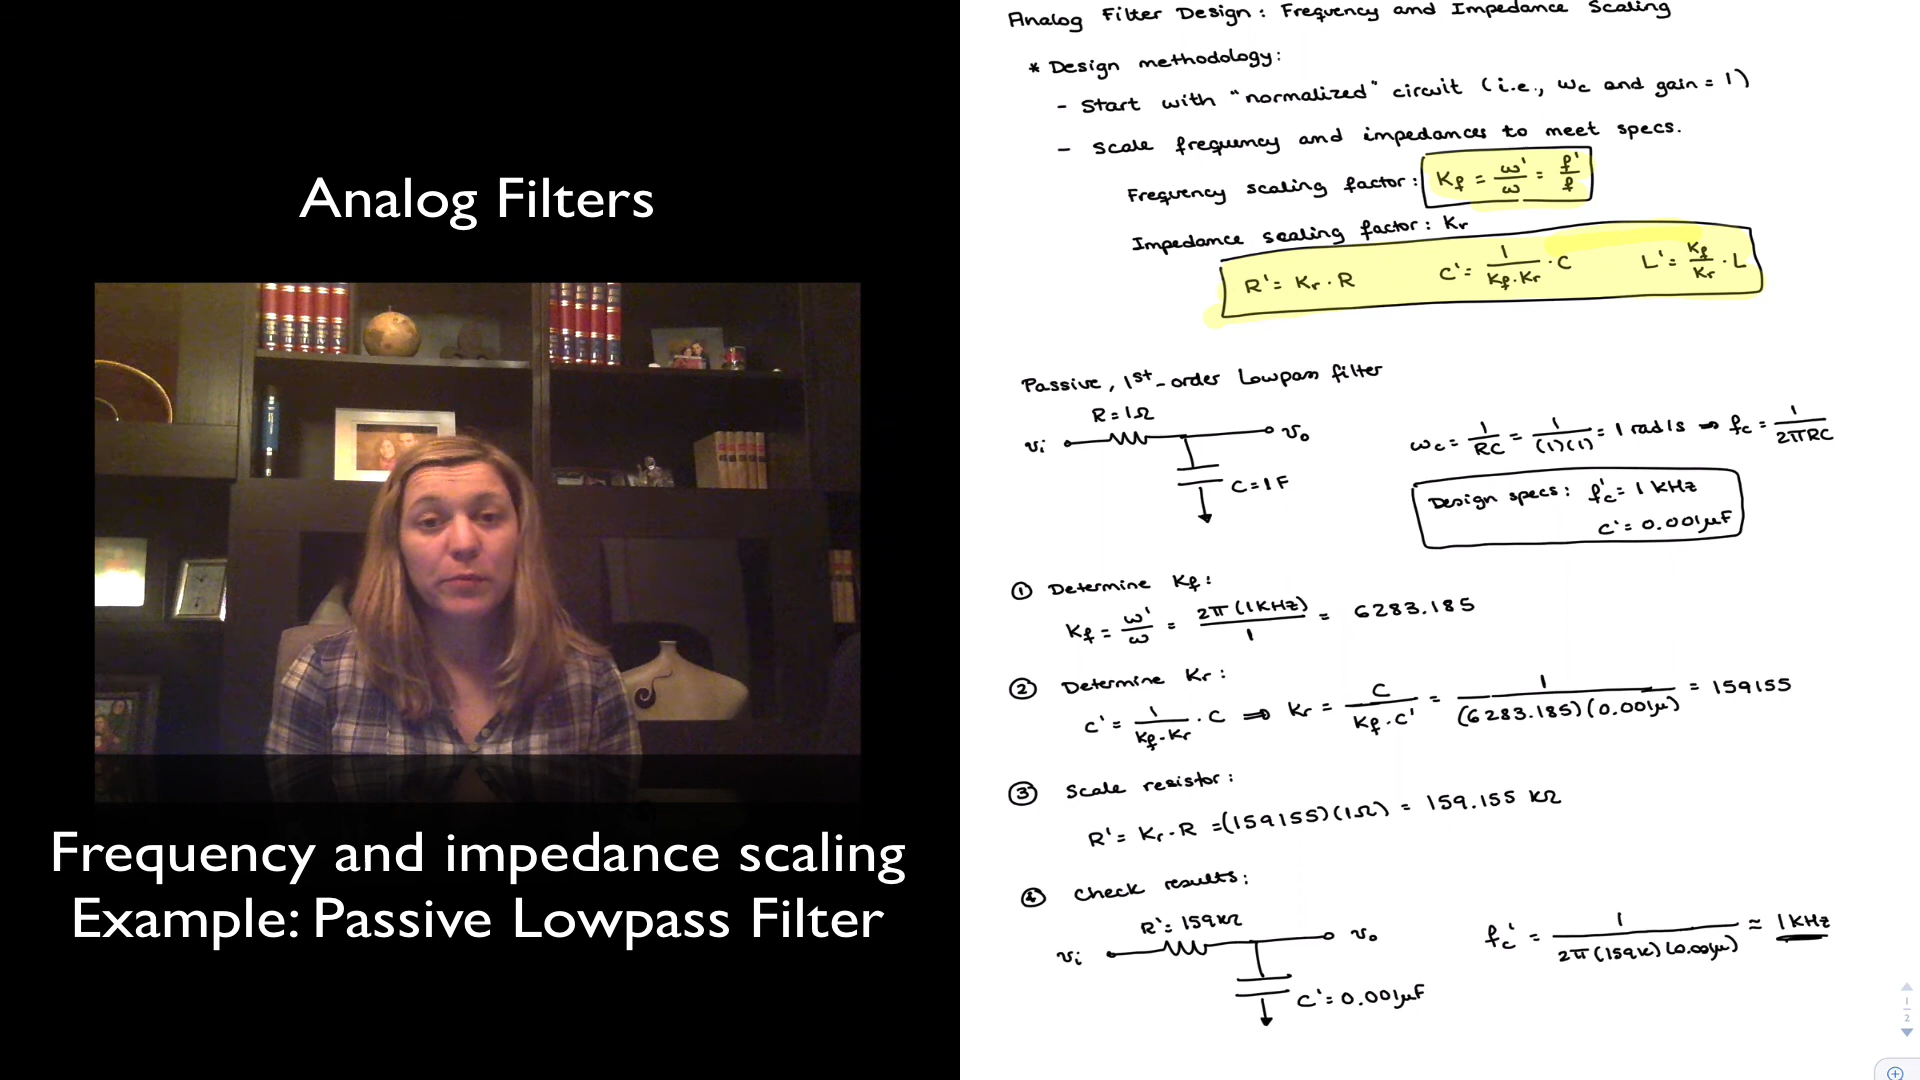 Analog Filters
Frequency and impedance scaling
Example: Passive Lowpass Filter
Analog Filter Design: Frequency and Impedance Scaling
* Design methodology:
- Start with "normalized" circuit (i.e., ωc and gain = 1)
- Scale frequency and impedances to meet specs.
Frequency scaling factor: Kf = ω'/ω = f'/f
Impedance scaling factor: Kr
R' = Kr · R   C' = 1/(Kf·Kr) · C   L' = Kf/Kr · L
Passive, 1st-order Lowpass filter
R = 1Ω
vi
vo
C = 1F
ωc = 1/RC = 1/(1)(1) = 1 rad/s ⇒ fc = 1/2πRC
Design specs: fc' = 1 KHz
C' = 0.001μF
① Determine Kf:
Kf = ω'/ω = 2π(1KHz)/1 = 6283.185
② Determine Kr:
C' = 1/(Kf·Kr) · C ⇒ Kr = C/(Kf·C') = 1/(6283.185)(0.001μ) = 159155
③ Scale resistor:
R' = Kr·R = (159155)(1Ω) = 159.155 KΩ
④ Check results:
R' = 159KΩ
vi
vo
C' = 0.001μF
fc' = 1/2π(159K)(0.001μ) ≈ 1KHz
1
2